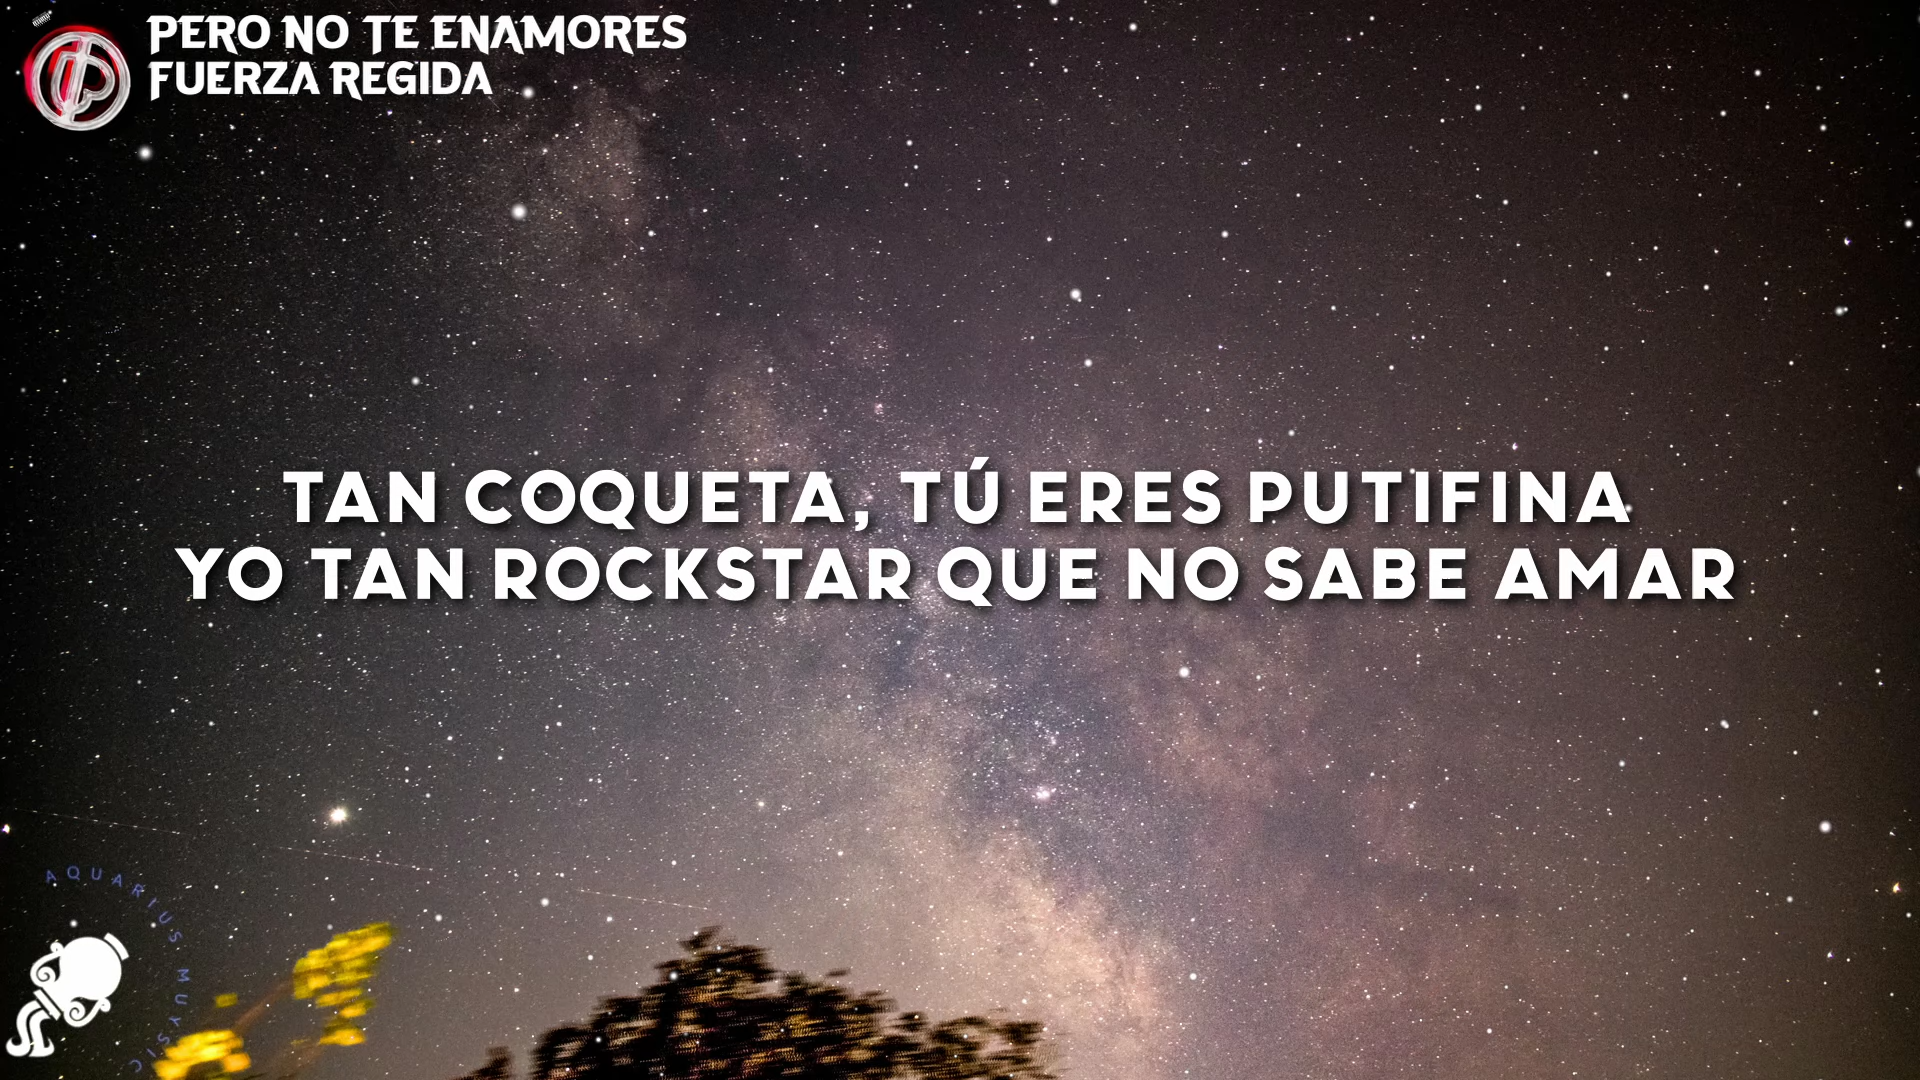 PERO NO TE ENAMORES
FUERZA REGIDA
TAN COQUETA, TÚ ERES PUTIFINA
YO TAN ROCKSTAR QUE NO SABE AMAR
AQUARIUS MUSIC